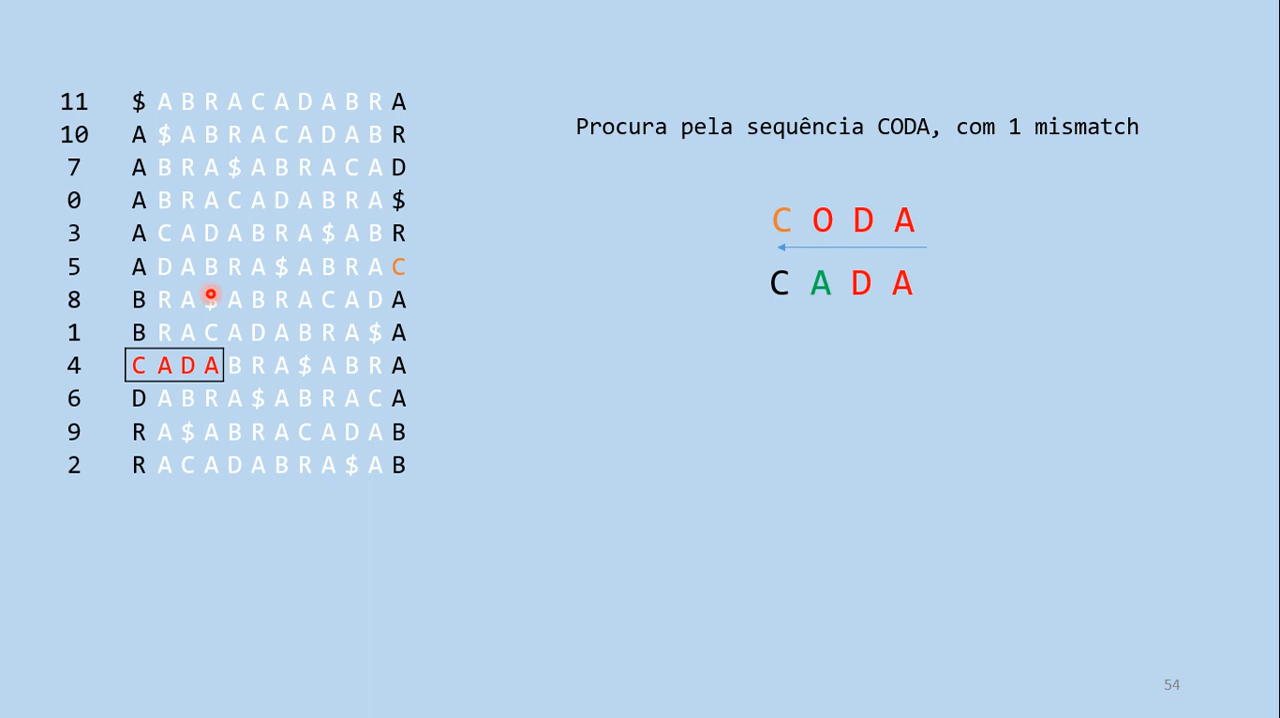 11 $ A B R A C A D A B R A
10 A $ A B R A C A D A B R
7 A B R A $ A B R A C A D
0 A B R A C A D A B R A $
3 A C A D A B R A $ A B R
5 A D A B R A $ A B R A C
8 B R A $ A B R A C A D A
1 B R A C A D A B R A $ A
4 C A D A B R A $ A B R A
6 D A B R A $ A B R A C A
9 R A $ A B R A C A D A B
2 R A C A D A B R A $ A B
Procura pela sequência CODA, com 1 mismatch
C O D A
C A D A
54